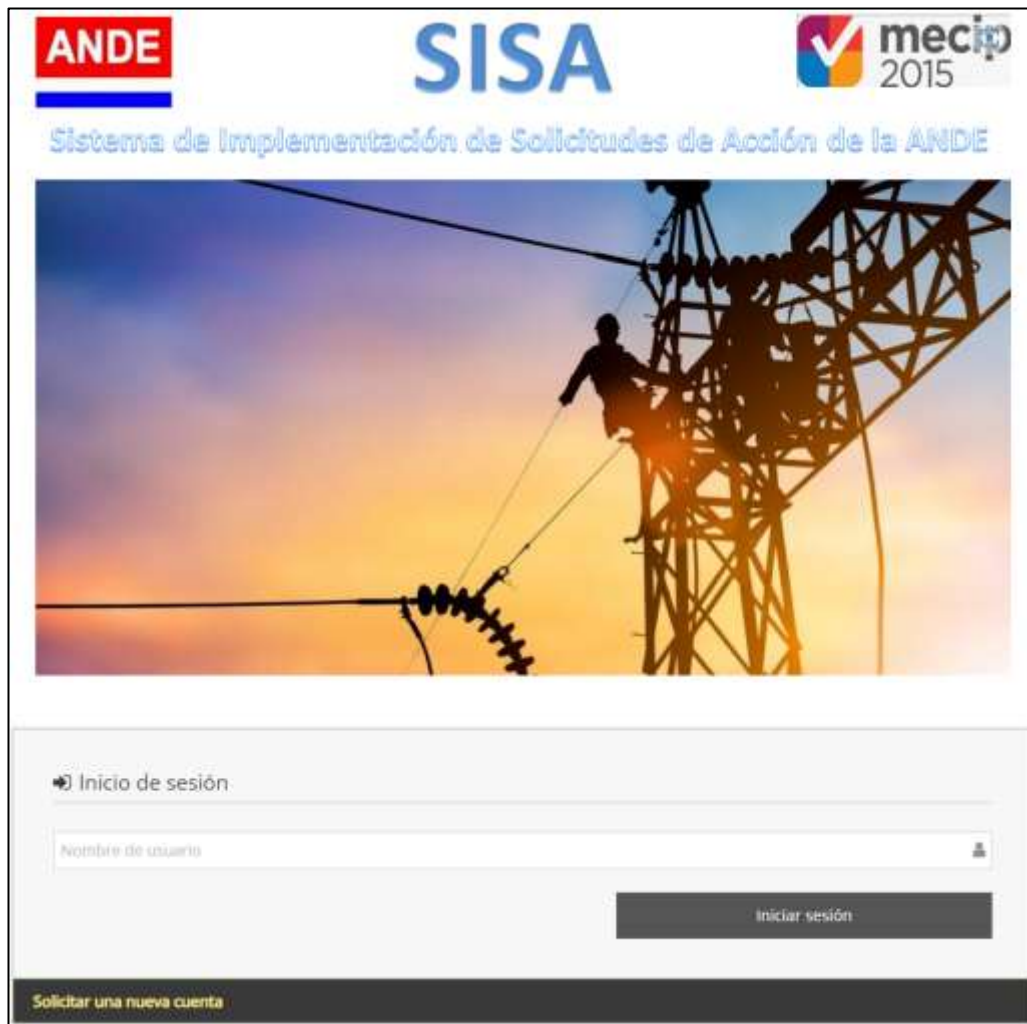 ANDE
SISA
mecip
2015
Sistema de Implementación de Solicitudes de Acción de la ANDE
Inicio de sesión
Nombre de usuario
Iniciar sesión
Solicitar una nueva cuenta